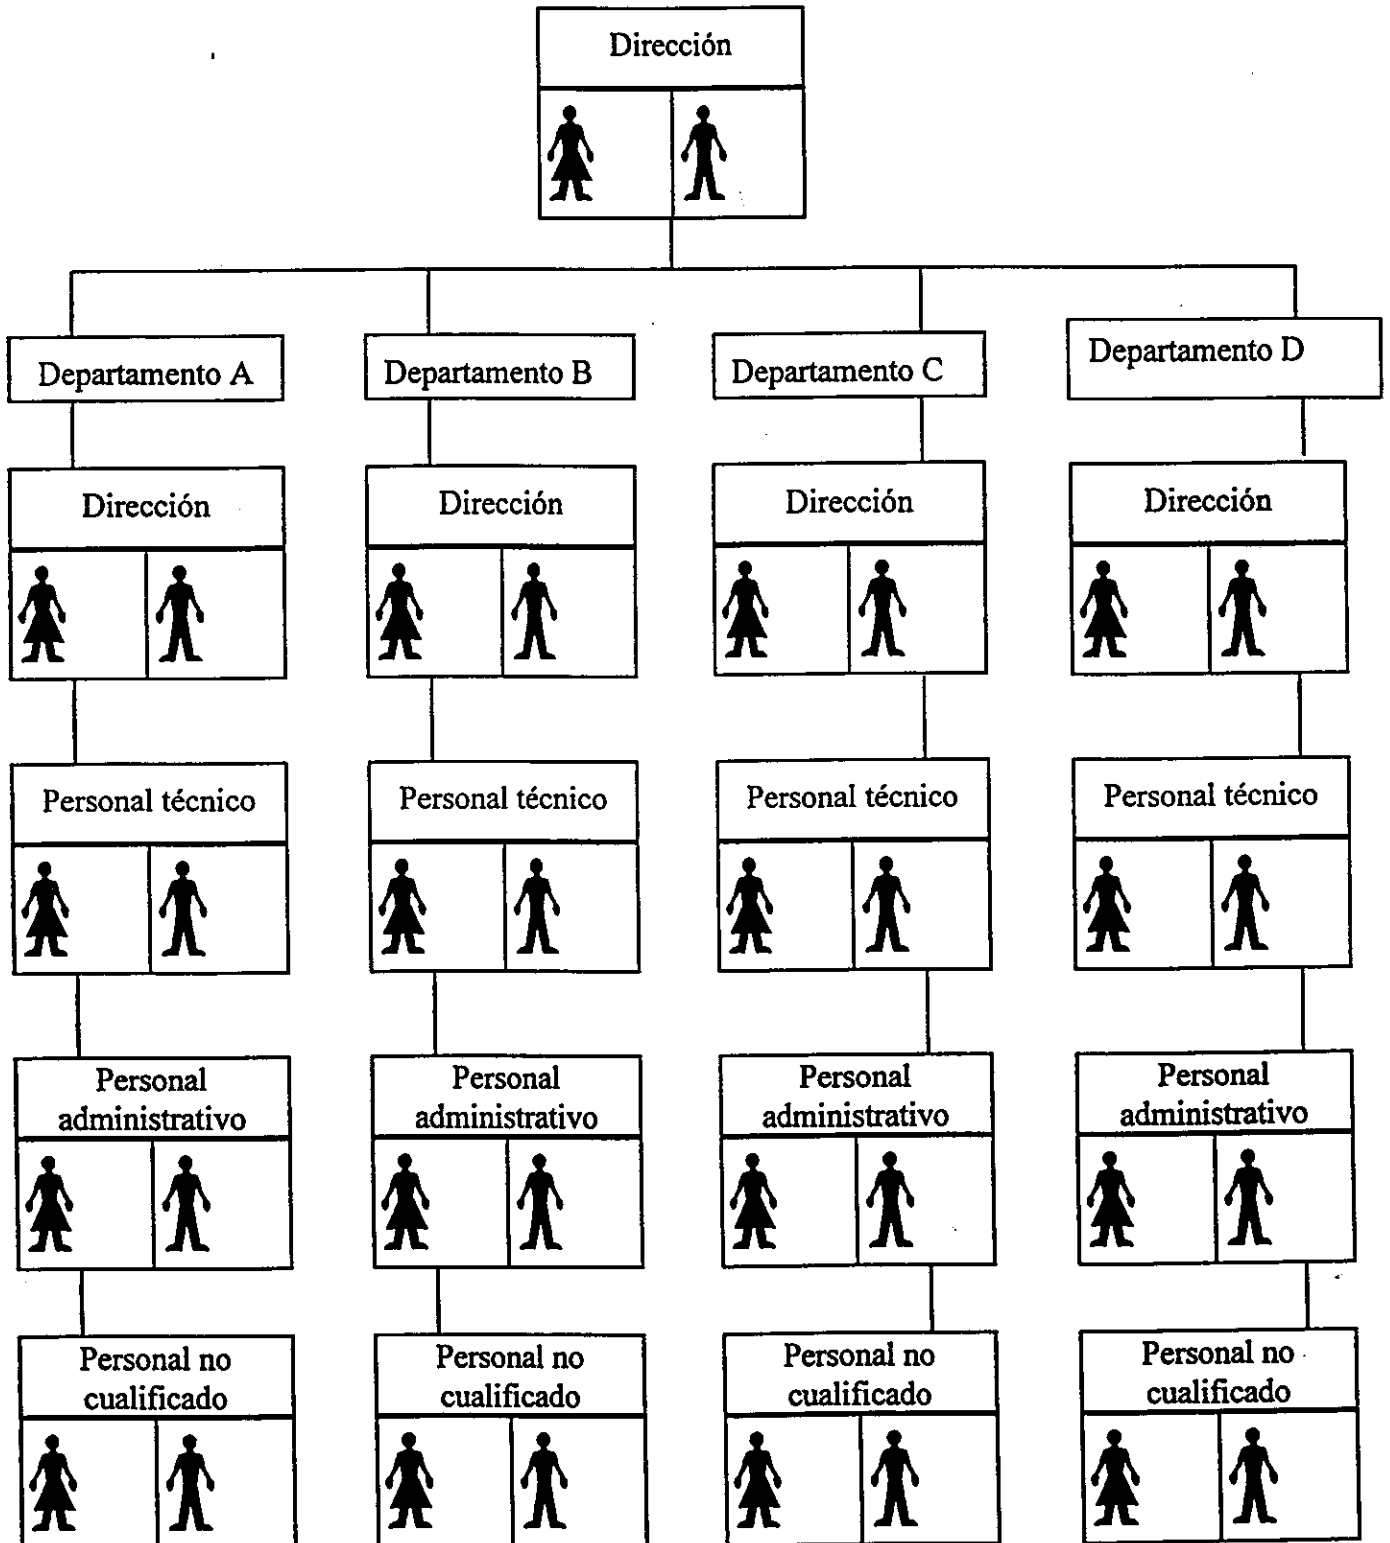 Dirección
Departamento A
Departamento B
Departamento C
Departamento D
Dirección
Dirección
Dirección
Dirección
Personal técnico
Personal técnico
Personal técnico
Personal técnico
Personal
administrativo
Personal
administrativo
Personal
administrativo
Personal
administrativo
Personal no
cualificado
Personal no
cualificado
Personal no
cualificado
Personal no
cualificado